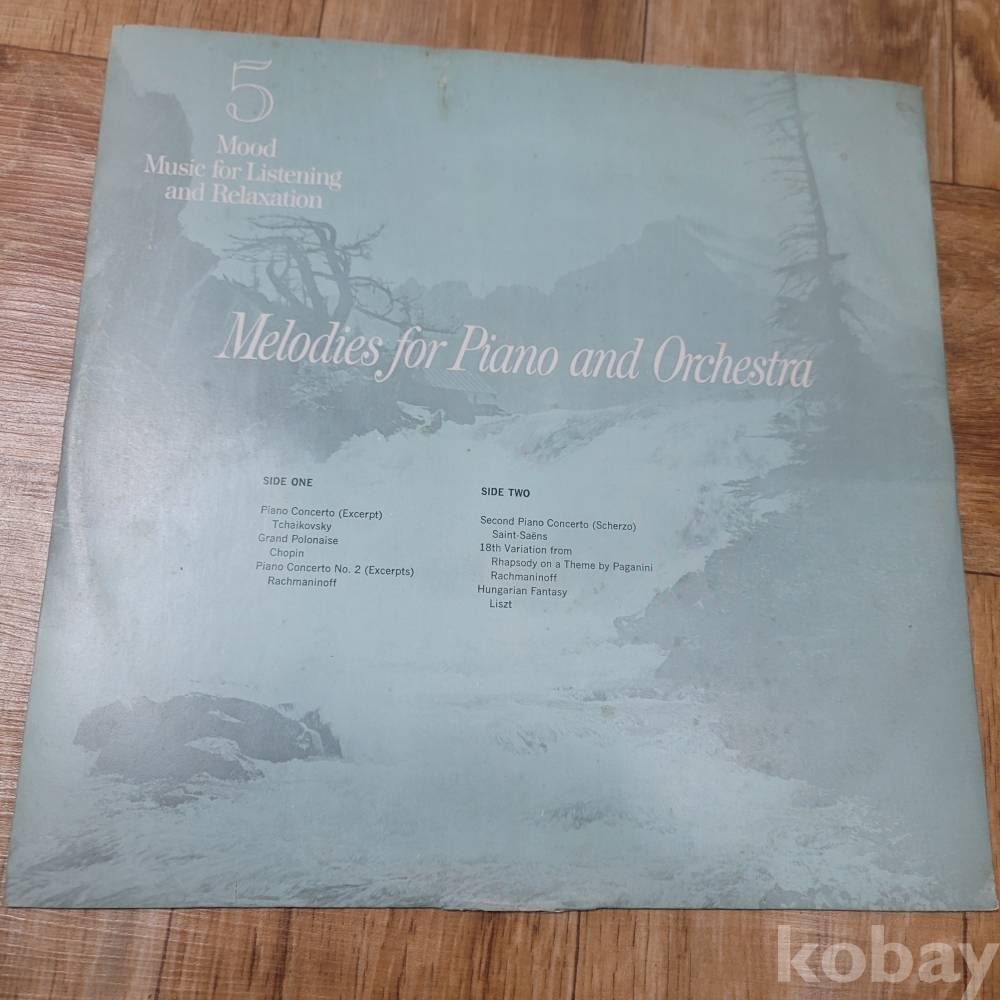 5
Mood
Music for Listening
and Relaxation
Melodies for Piano and Orchestra
SIDE ONE
Piano Concerto (Excerpt)
Tchaikovsky
Grand Polonaise
Chopin
Piano Concerto No. 2 (Excerpts)
Rachmaninoff
SIDE TWO
Second Piano Concerto (Scherzo)
Saint-Saëns
18th Variation from
Rhapsody on a Theme by Paganini
Rachmaninoff
Hungarian Fantasy
Liszt
kobay